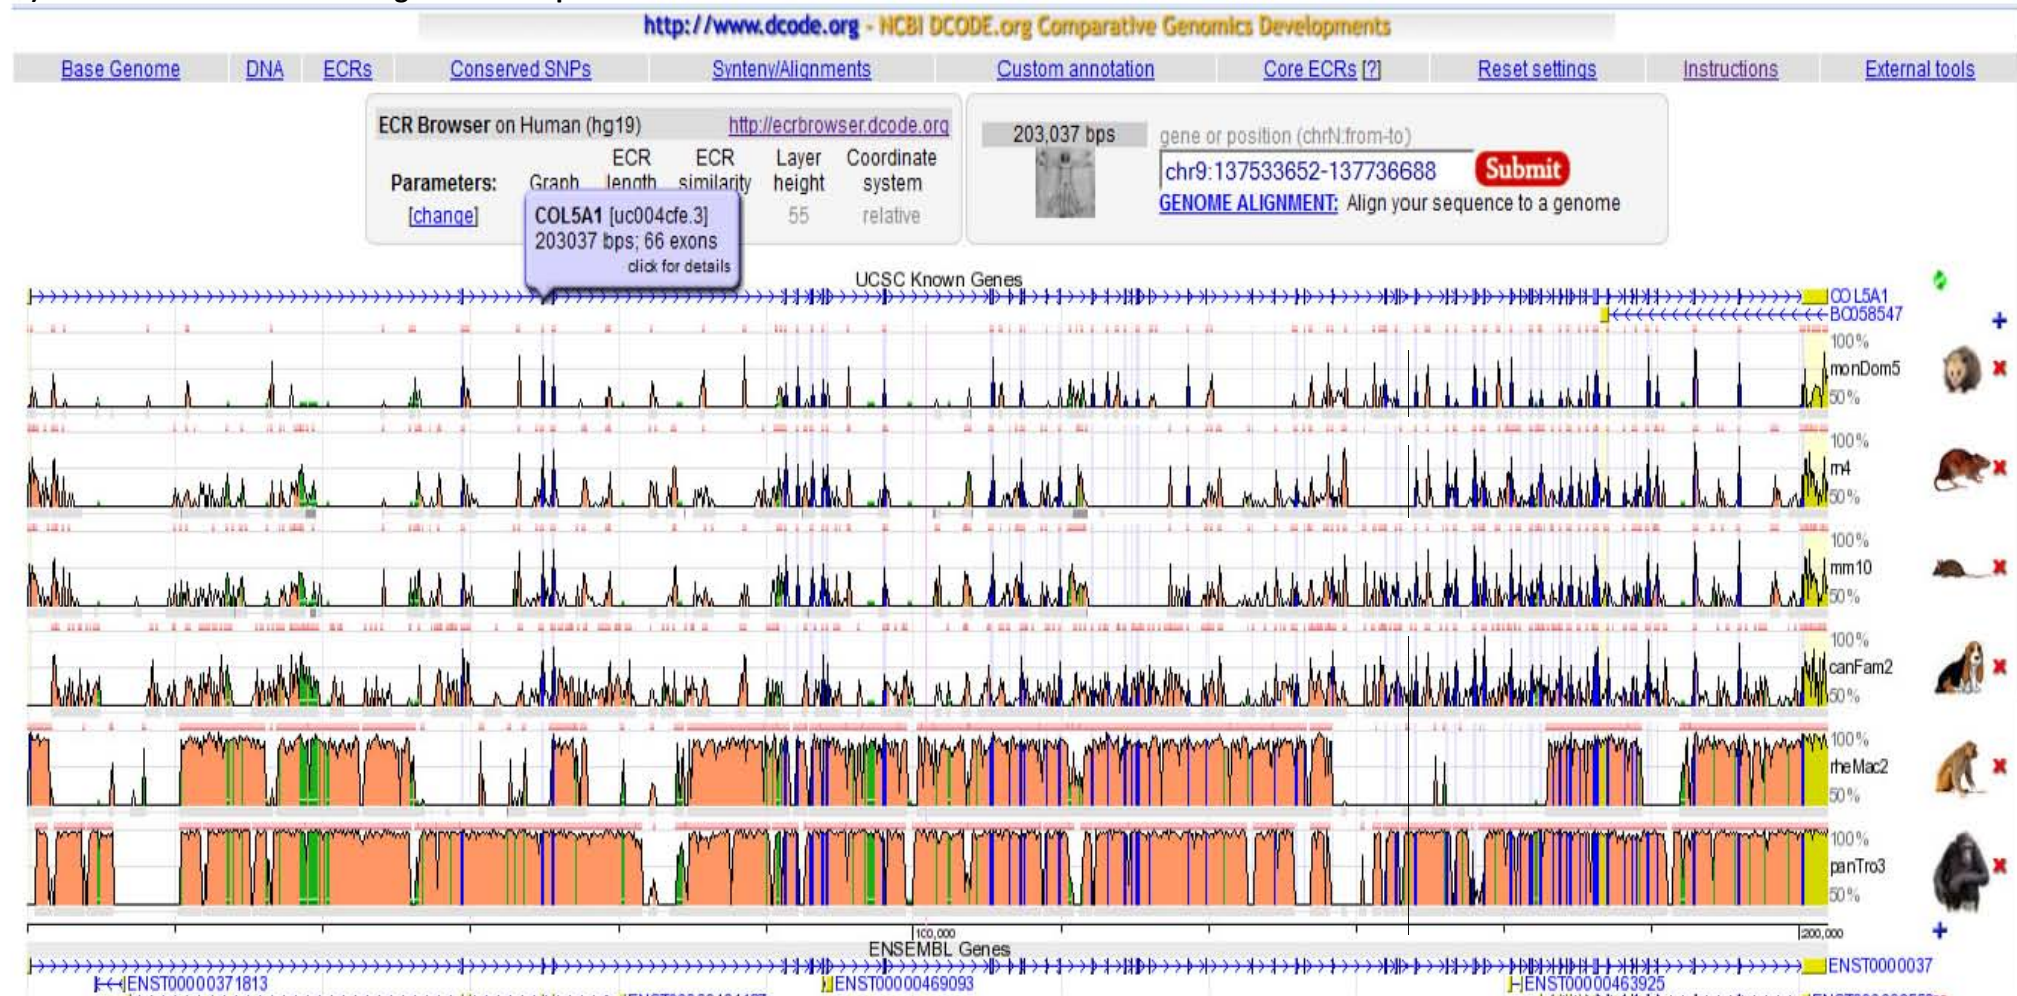 http://www.dcode.org - NCBI DCODE.org Comparative Genomics Developments
Base Genome DNA ECRs Conserved SNPs Synteny/Alignments Custom annotation Core ECRs [?] Reset settings Instructions External tools
ECR Browser on Human (hg19) http://ecrbrowser.dcode.org
ECR ECR Layer Coordinate
Parameters: Graph length similarity height system
[change] 55 relative
COL5A1 [uc004cfe.3]
203037 bps; 66 exons
click for details
203,037 bps
gene or position (chrN:from-to)
chr9:137533652-137736688 Submit
GENOME ALIGNMENT: Align your sequence to a genome
UCSC Known Genes
COL5A1
BC058547
100%
monDom5
50%
100%
rn4
50%
100%
mm10
50%
100%
canFam2
50%
100%
rheMac2
50%
100%
panTro3
50%
100,000 200,000
ENSEMBL Genes
ENST0000037
ENST00000371813 ENST00000469093 ENST00000463925